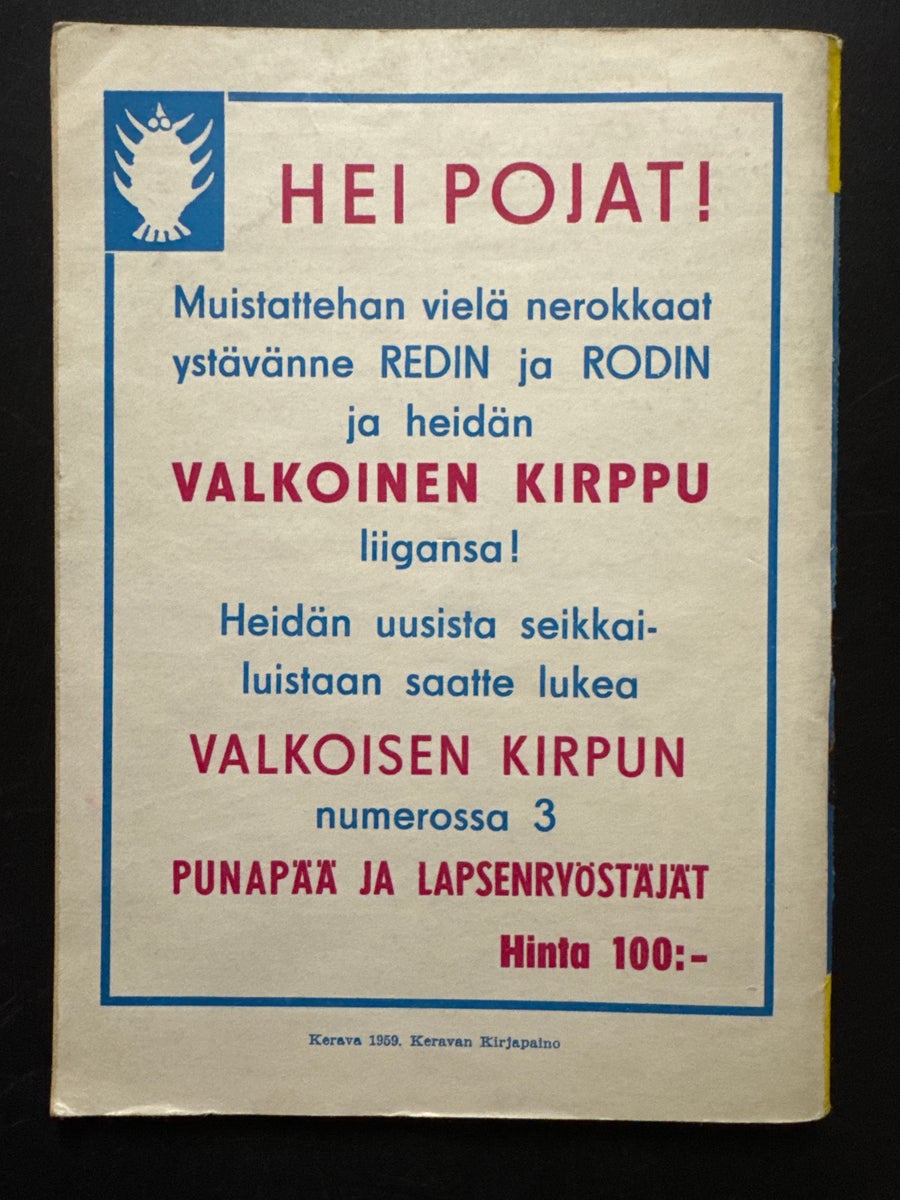 HEI POJAT!
Muistattehan vielä nerokkaat
ystävänne REDIN ja RODIN
ja heidän
VALKOINEN KIRPPU
liigansa!
Heidän uusista seikkai-
luistaan saatte lukea
VALKOISEN KIRPUN
numerossa 3
PUNAPÄÄ JA LAPSENRYÖSTÄJÄT
Hinta 100:-
Kerava 1959. Keravan Kirjapaino